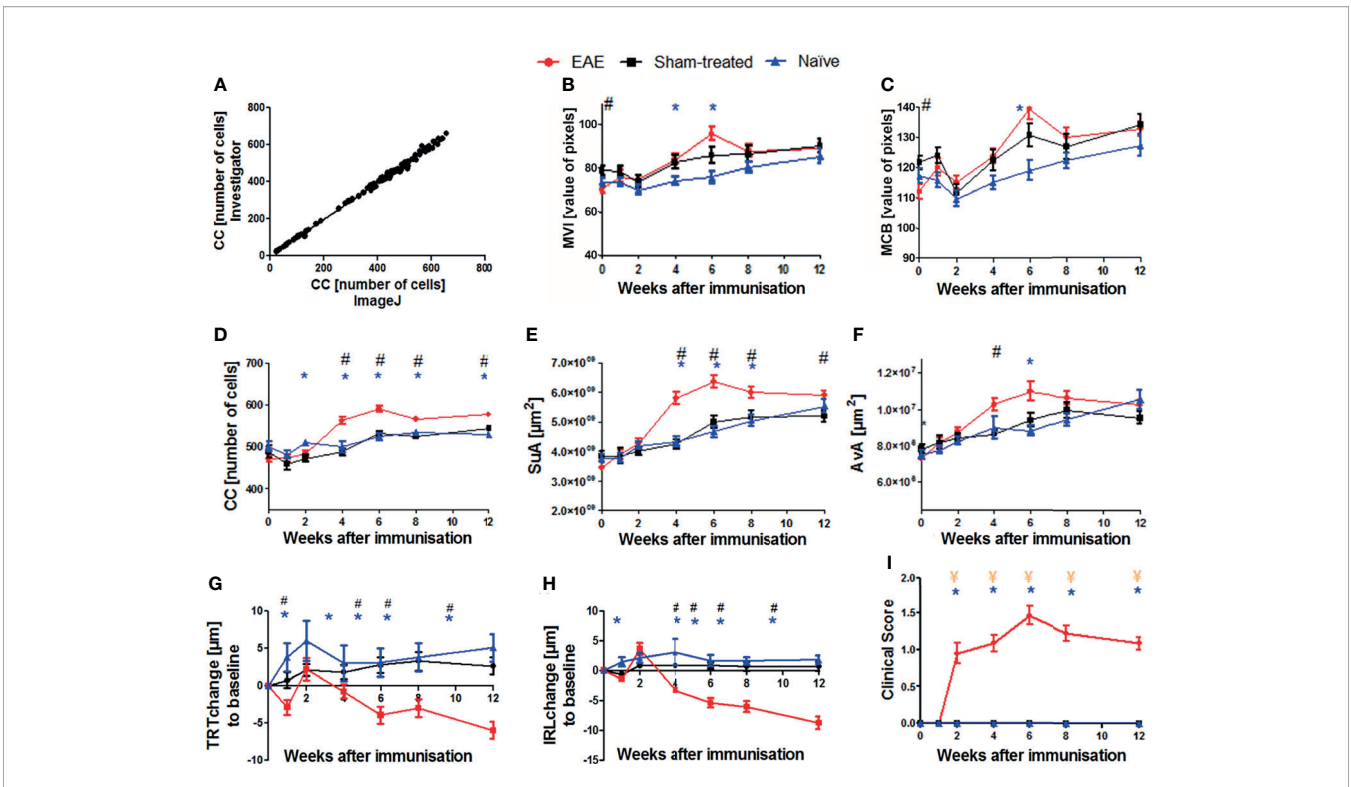 EAE Sham-treated Naïve
A
CC [number of cells]
Investigator
800
600
400
200
0
0 200 400 600 800
CC [number of cells]
ImageJ
B
MVI [value of pixels]
#
* *
100
80
60
40
0 2 4 6 8 10 12
Weeks after immunisation
C
MCB [value of pixels]
#
*
140
130
120
110
100
90
0 2 4 6 8 10 12
Weeks after immunisation
D
CC [number of cells]
# # # #
* * * * *
700
600
500
400
0 2 4 6 8 10 12
Weeks after immunisation
E
SuA [µm²]
# # # #
* * *
7.0×10⁰⁹
6.0×10⁰⁹
5.0×10⁰⁹
4.0×10⁰⁹
3.0×10⁰⁹
2.0×10⁰⁹
0 2 4 6 8 10 12
Weeks after immunisation
F
AvA [µm²]
#
*
*
1.2×10⁷
1.0×10⁷
8.0×10⁶
6.0×10⁶
0 2 4 6 8 10 12
Weeks after immunisation
G
TRTchange [µm]
to baseline
# # # #
* * * * *
10
5
0
-5
-10
2 4 6 8 10 12
Weeks after immunisation
H
IRLchange [µm]
to baseline
# # # #
* * * * *
10
5
0
-5
-10
-15
2 4 6 8 10 12
Weeks after immunisation
I
Clinical Score
¥ ¥ ¥ ¥ ¥
* * * * *
2.0
1.5
1.0
0.5
0.0
0 2 4 6 8 10 12
Weeks after immunisation